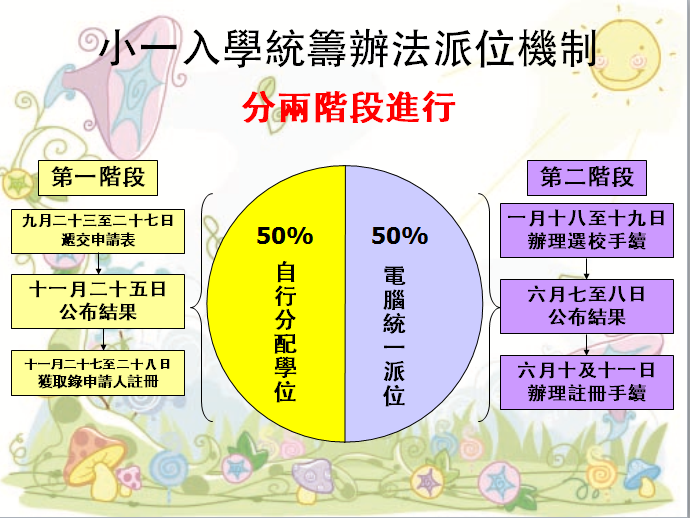 小一入學統籌辦法派位機制
分兩階段進行
第一階段
九月二十三至二十七日
遞交申請表
十一月二十五日
公布結果
十一月二十七至二十八日
獲取錄申請人註冊
50%
自行分配學位
50%
電腦統一派位
第二階段
一月十八至十九日
辦理選校手續
六月七至八日
公布結果
六月十及十一日
辦理註冊手續